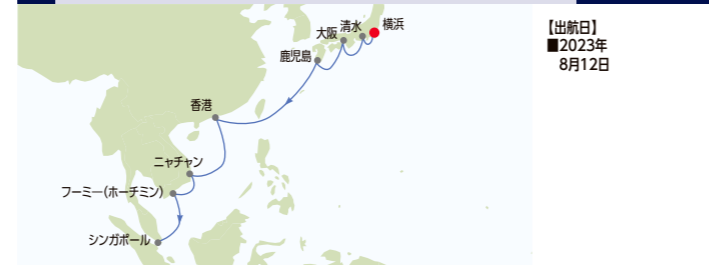 横浜
清水
大阪
鹿児島
香港
ニャチャン
フーミー(ホーチミン)
シンガポール
【出航日】
■2023年
8月12日